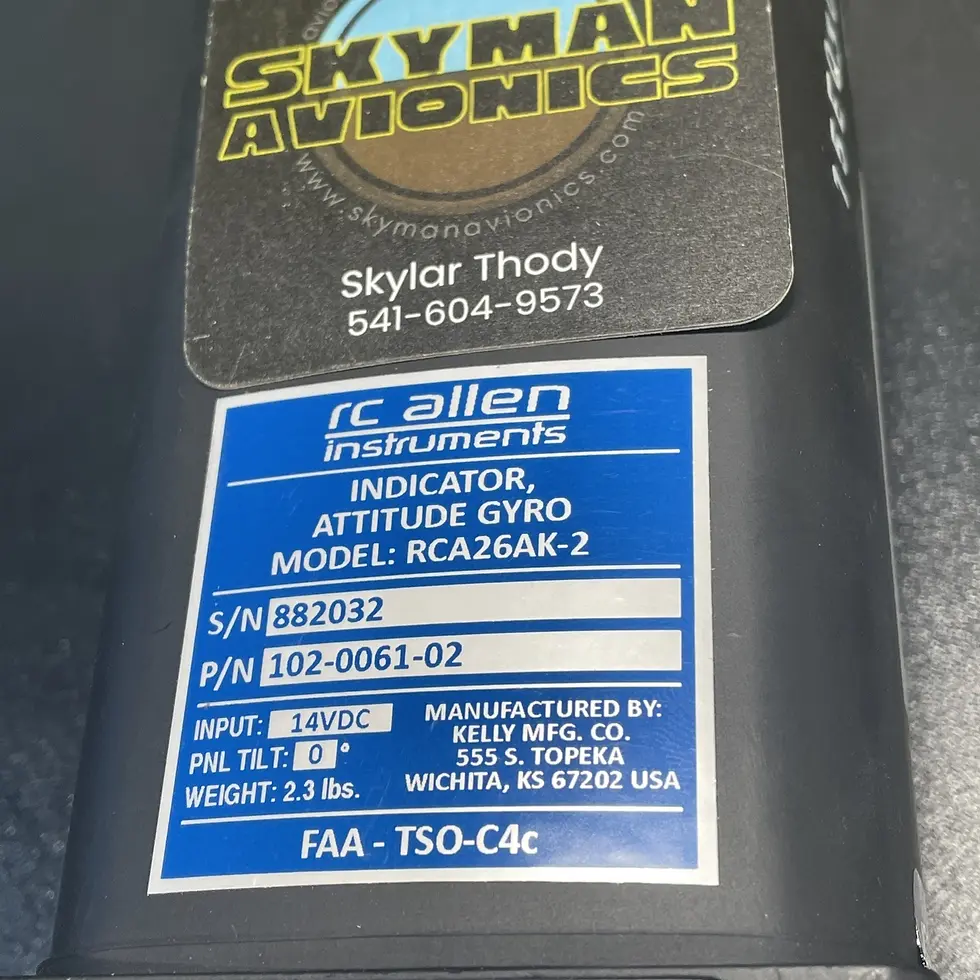 SKYMAN
AVIONICS
www.skymanavionics.com
Skylar Thody
541-604-9573
rc allen
instruments
INDICATOR,
ATTITUDE GYRO
MODEL: RCA26AK-2
S/N 882032
P/N 102-0061-02
INPUT: 14VDC
PNL TILT: 0 °
WEIGHT: 2.3 lbs.
MANUFACTURED BY:
KELLY MFG. CO.
555 S. TOPEKA
WICHITA, KS 67202 USA
FAA - TSO-C4c